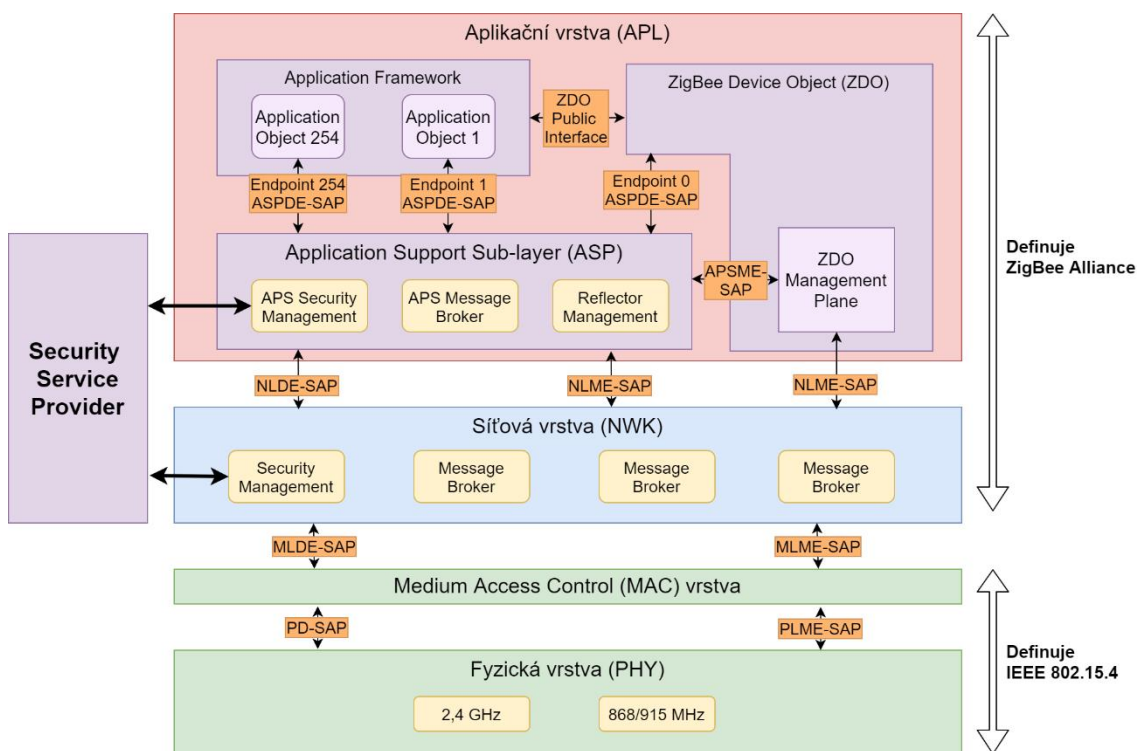 Aplikační vrstva (APL)
Application Framework
ZigBee Device Object (ZDO)
Application
Object 254
Application
Object 1
ZDO
Public
Interface
Endpoint 254
ASPDE-SAP
Endpoint 1
ASPDE-SAP
Endpoint 0
ASPDE-SAP
Application Support Sub-layer (ASP)
APS Security
Management
APS Message
Broker
Reflector
Management
APSME-
SAP
ZDO
Management
Plane
Definuje
ZigBee Alliance
Security
Service
Provider
NLDE-SAP
NLME-SAP
NLME-SAP
Síťová vrstva (NWK)
Security
Management
Message
Broker
Message
Broker
Message
Broker
MLDE-SAP
MLME-SAP
Medium Access Control (MAC) vrstva
PD-SAP
PLME-SAP
Definuje
IEEE 802.15.4
Fyzická vrstva (PHY)
2,4 GHz
868/915 MHz